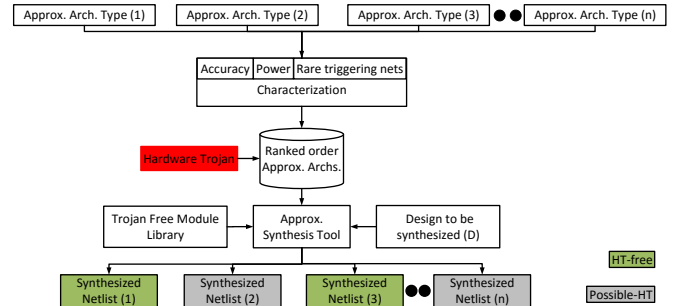 Approx. Arch. Type (1)
Approx. Arch. Type (2)
Approx. Arch. Type (3)
Approx. Arch. Type (n)
Accuracy
Power
Rare triggering nets
Characterization
Hardware Trojan
Ranked order
Approx. Archs.
Trojan Free Module
Library
Approx.
Synthesis Tool
Design to be
synthesized (D)
HT-free
Possible-HT
Synthesized
Netlist (1)
Synthesized
Netlist (2)
Synthesized
Netlist (3)
Synthesized
Netlist (n)